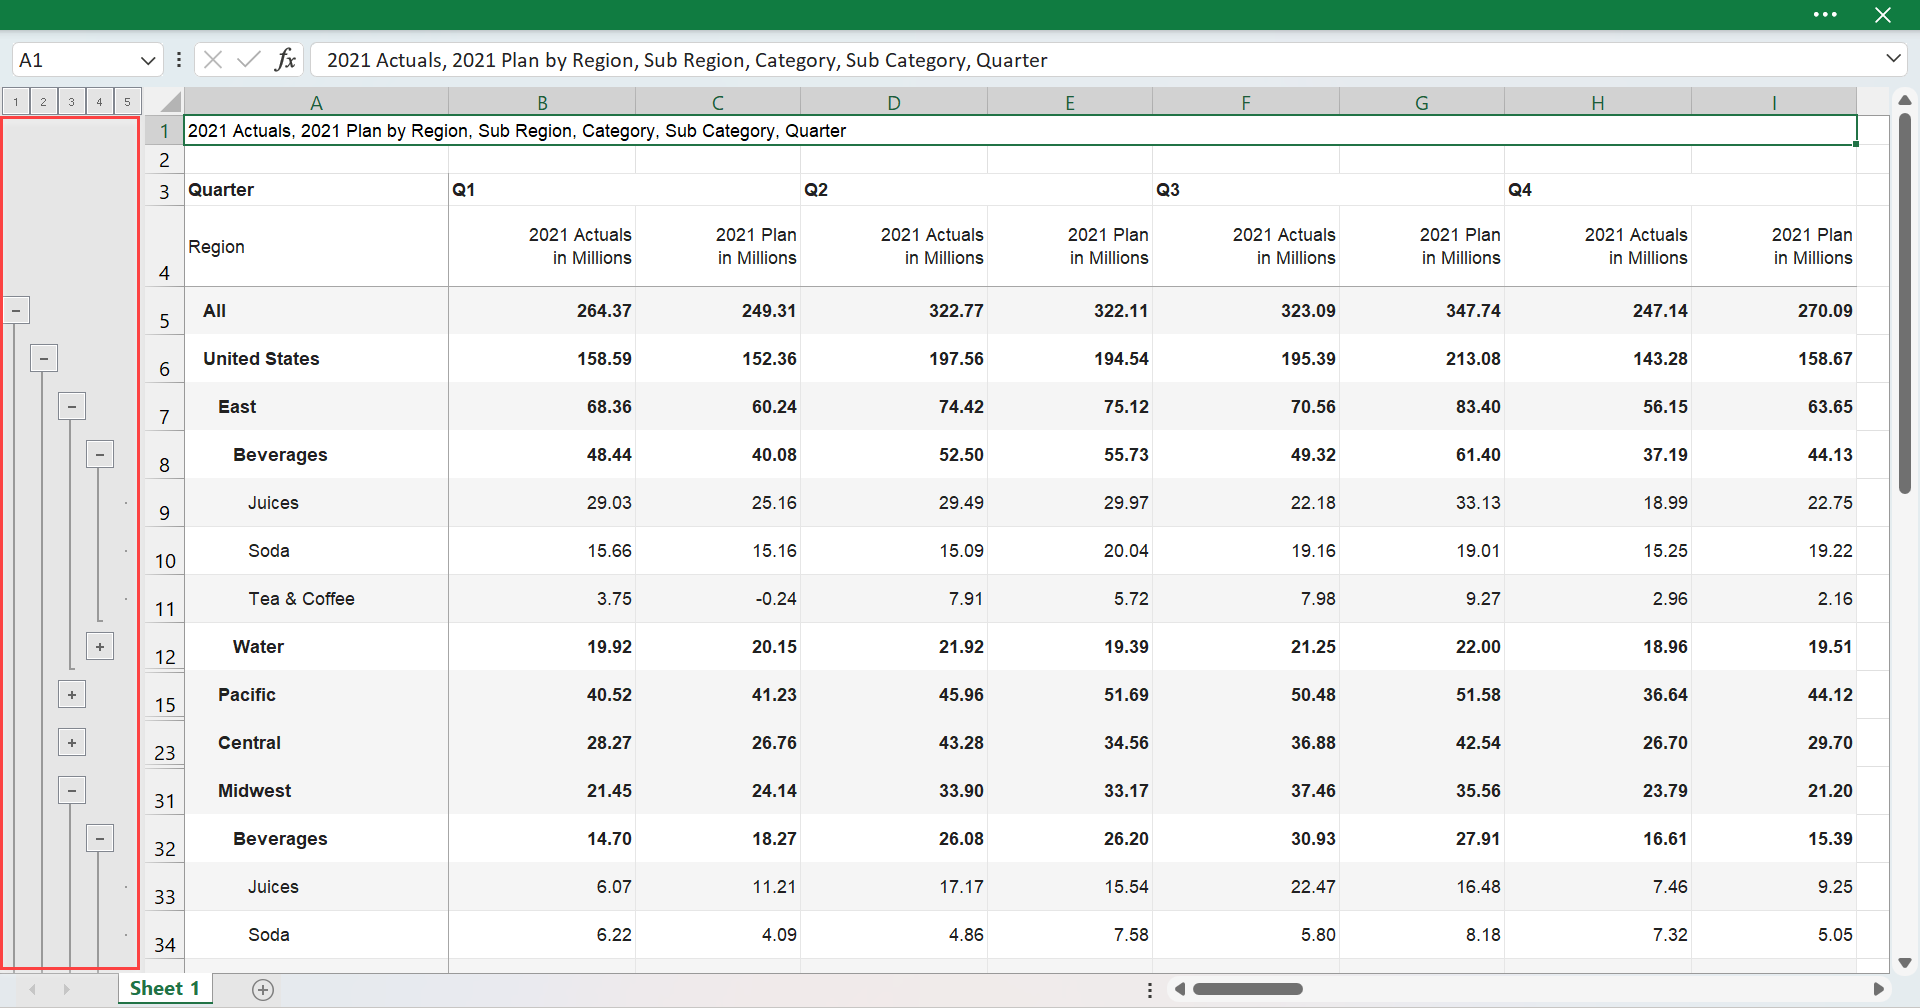 A1 fx 2021 Actuals, 2021 Plan by Region, Sub Region, Category, Sub Category, Quarter
1 2 3 4 5 A B C D E F G H I
1 2021 Actuals, 2021 Plan by Region, Sub Region, Category, Sub Category, Quarter
2
3 Quarter Q1 Q2 Q3 Q4
2021 Actuals 2021 Plan 2021 Actuals 2021 Plan 2021 Actuals 2021 Plan 2021 Actuals 2021 Plan
4 Region in Millions in Millions in Millions in Millions in Millions in Millions in Millions in Millions
5 All 264.37 249.31 322.77 322.11 323.09 347.74 247.14 270.09
6 United States 158.59 152.36 197.56 194.54 195.39 213.08 143.28 158.67
7 East 68.36 60.24 74.42 75.12 70.56 83.40 56.15 63.65
8 Beverages 48.44 40.08 52.50 55.73 49.32 61.40 37.19 44.13
9 Juices 29.03 25.16 29.49 29.97 22.18 33.13 18.99 22.75
10 Soda 15.66 15.16 15.09 20.04 19.16 19.01 15.25 19.22
11 Tea & Coffee 3.75 -0.24 7.91 5.72 7.98 9.27 2.96 2.16
12 Water 19.92 20.15 21.92 19.39 21.25 22.00 18.96 19.51
15 Pacific 40.52 41.23 45.96 51.69 50.48 51.58 36.64 44.12
23 Central 28.27 26.76 43.28 34.56 36.88 42.54 26.70 29.70
31 Midwest 21.45 24.14 33.90 33.17 37.46 35.56 23.79 21.20
32 Beverages 14.70 18.27 26.08 26.20 30.93 27.91 16.61 15.39
33 Juices 6.07 11.21 17.17 15.54 22.47 16.48 7.46 9.25
34 Soda 6.22 4.09 4.86 7.58 5.80 8.18 7.32 5.05
Sheet 1